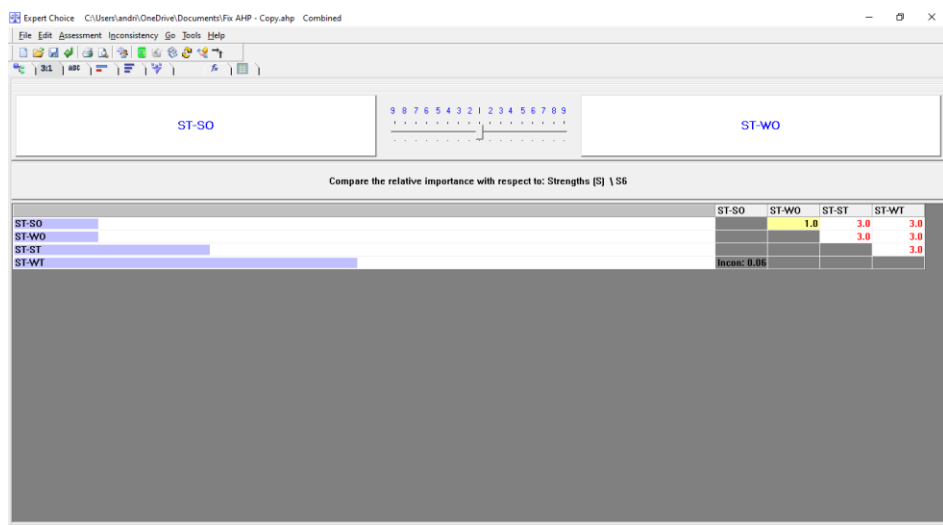 Expert Choice C:\Users\andri\OneDrive\Documents\Fix AHP - Copy.ahp Combined
File Edit Assessment Inconsistency Go Tools Help
3:1 ABC
ST-SO
9 8 7 6 5 4 3 2 1 2 3 4 5 6 7 8 9
ST-WO
Compare the relative importance with respect to: Strengths (S) \ S6
ST-SO ST-WO ST-ST ST-WT
ST-SO 1.0 3.0 3.0
ST-WO 3.0 3.0
ST-ST 3.0
ST-WT Incon: 0.06